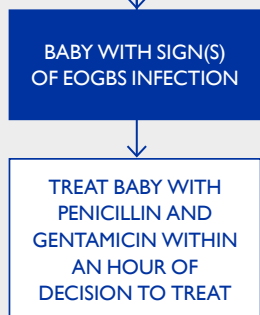 BABY WITH SIGN(S)
OF EOGBS INFECTION
TREAT BABY WITH
PENICILLIN AND
GENTAMICIN WITHIN
AN HOUR OF
DECISION TO TREAT